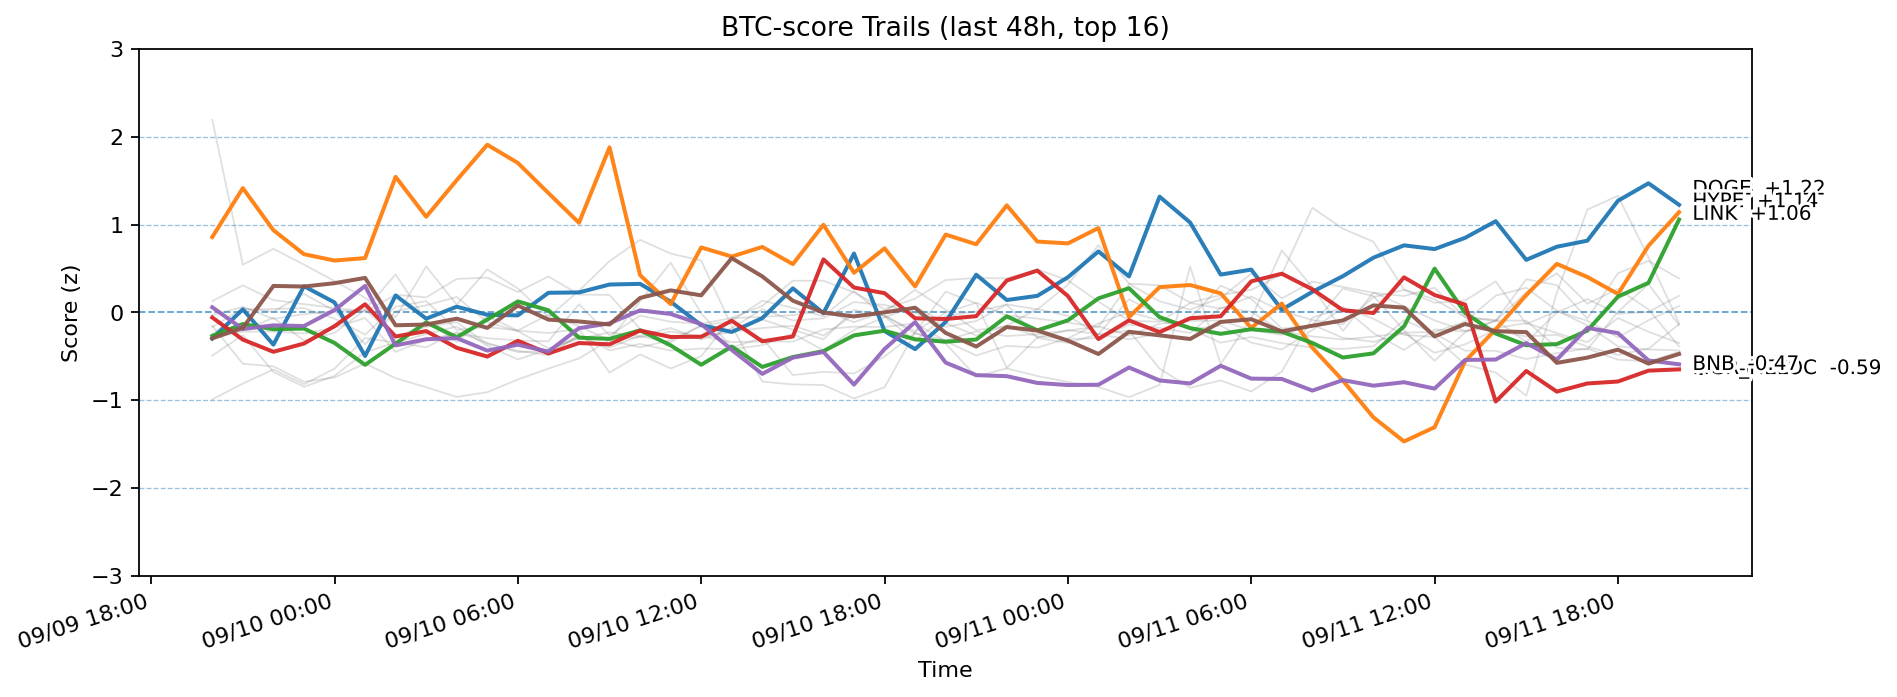 BTC-score Trails (last 48h, top 16)
Score (z)
3
2
1
0
−1
−2
−3
DOGE +1.22
HYPE +1.14
LINK +1.06
BNB -0.47
-0.59
09/09 18:00
09/10 00:00
09/10 06:00
09/10 12:00
09/10 18:00
09/11 00:00
09/11 06:00
09/11 12:00
09/11 18:00
Time